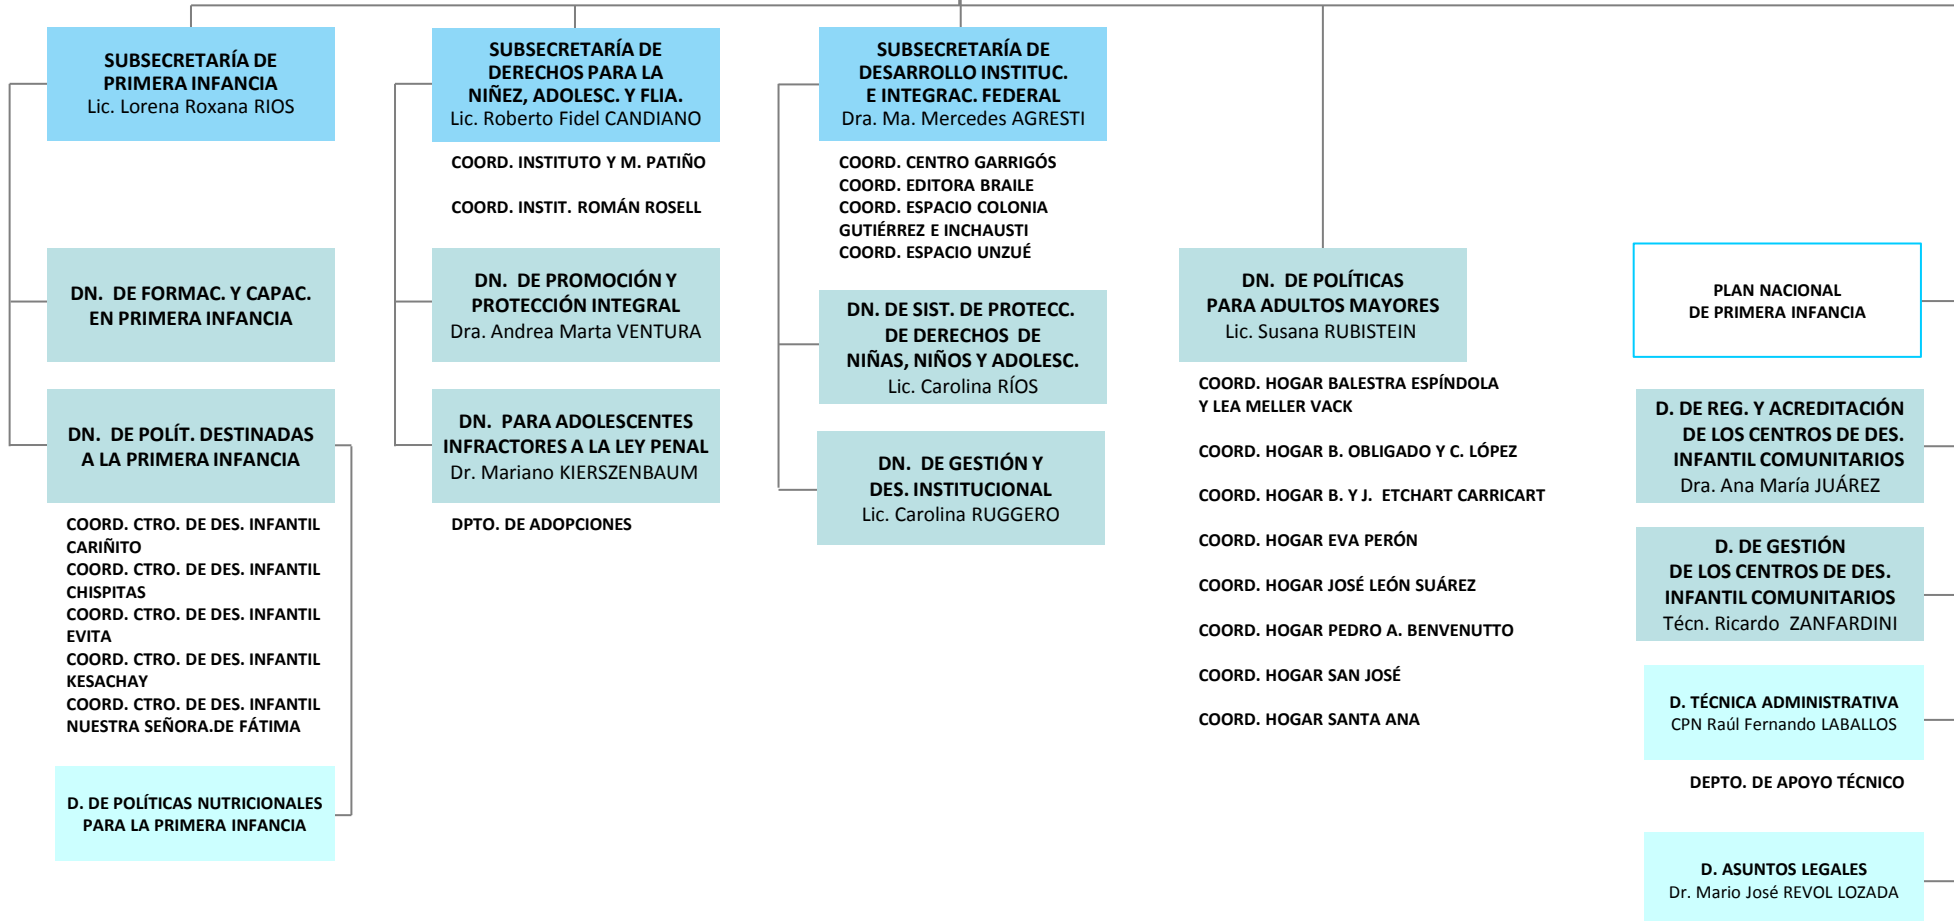 SUBSECRETARÍA DE
PRIMERA INFANCIA
Lic. Lorena Roxana RIOS
DN.  DE FORMAC. Y CAPAC.
EN PRIMERA INFANCIA
DN.  DE POLÍT. DESTINADAS
A LA PRIMERA INFANCIA
COORD. CTRO. DE DES. INFANTIL
CARIÑITO
COORD. CTRO. DE DES. INFANTIL
CHISPITAS
COORD. CTRO. DE DES. INFANTIL
EVITA
COORD. CTRO. DE DES. INFANTIL
KESACHAY
COORD. CTRO. DE DES. INFANTIL
NUESTRA SEÑORA.DE FÁTIMA
D. DE POLÍTICAS NUTRICIONALES
PARA LA PRIMERA INFANCIA
SUBSECRETARÍA DE
DERECHOS PARA LA
NIÑEZ, ADOLESC. Y FLIA.
Lic. Roberto Fidel CANDIANO
COORD. INSTITUTO Y M. PATIÑO
COORD. INSTIT. ROMÁN ROSELL
DN.  DE PROMOCIÓN Y
PROTECCIÓN INTEGRAL
Dra. Andrea Marta VENTURA
DN.  PARA ADOLESCENTES
INFRACTORES A LA LEY PENAL
Dr. Mariano KIERSZENBAUM
DPTO. DE ADOPCIONES
SUBSECRETARÍA DE
DESARROLLO INSTITUC.
E INTEGRAC. FEDERAL
Dra. Ma. Mercedes AGRESTI
COORD. CENTRO GARRIGÓS
COORD. EDITORA BRAILE
COORD. ESPACIO COLONIA
GUTIÉRREZ E INCHAUSTI
COORD. ESPACIO UNZUÉ
DN. DE SIST. DE PROTECC.
DE DERECHOS  DE
NIÑAS, NIÑOS Y ADOLESC.
Lic. Carolina RÍOS
DN.  DE GESTIÓN Y
DES. INSTITUCIONAL
Lic. Carolina RUGGERO
DN.  DE POLÍTICAS
PARA ADULTOS MAYORES
Lic. Susana RUBISTEIN
COORD. HOGAR BALESTRA ESPÍNDOLA
Y LEA MELLER VACK
COORD. HOGAR B. OBLIGADO Y C. LÓPEZ
COORD. HOGAR B. Y J.  ETCHART CARRICART
COORD. HOGAR EVA PERÓN
COORD. HOGAR JOSÉ LEÓN SUÁREZ
COORD. HOGAR PEDRO A. BENVENUTTO
COORD. HOGAR SAN JOSÉ
COORD. HOGAR SANTA ANA
PLAN NACIONAL
DE PRIMERA INFANCIA
D. DE REG. Y ACREDITACIÓN
DE LOS CENTROS DE DES.
INFANTIL COMUNITARIOS
Dra. Ana María JUÁREZ
D. DE GESTIÓN
DE LOS CENTROS DE DES.
INFANTIL COMUNITARIOS
Técn. Ricardo  ZANFARDINI
D. TÉCNICA ADMINISTRATIVA
CPN Raúl Fernando LABALLOS
DEPTO. DE APOYO TÉCNICO
D. ASUNTOS LEGALES
Dr. Mario José REVOL LOZADA